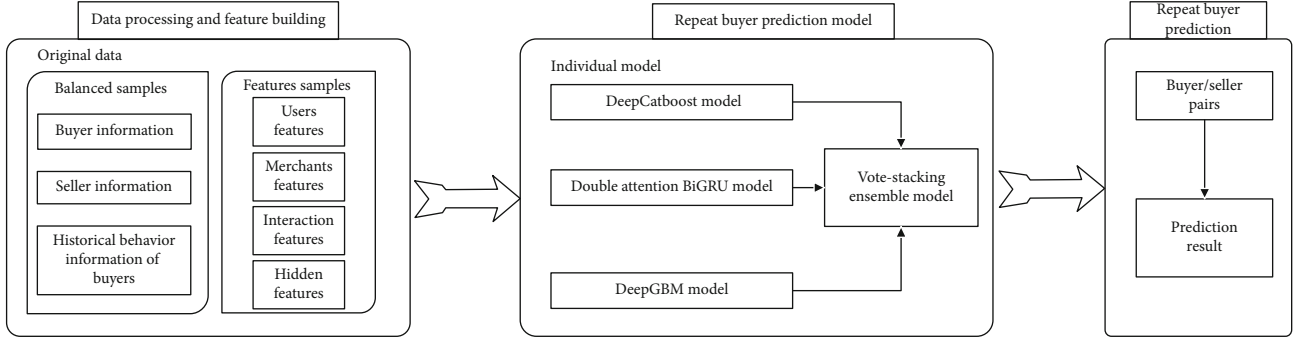 Data processing and feature building
Original data
Balanced samples
Buyer information
Seller information
Historical behavior
information of
buyers
Features samples
Users
features
Merchants
features
Interaction
features
Hidden
features
Repeat buyer prediction model
Individual model
DeepCatboost model
Double attention BiGRU model
DeepGBM model
Vote-stacking
ensemble model
Repeat buyer
prediction
Buyer/seller
pairs
Prediction
result